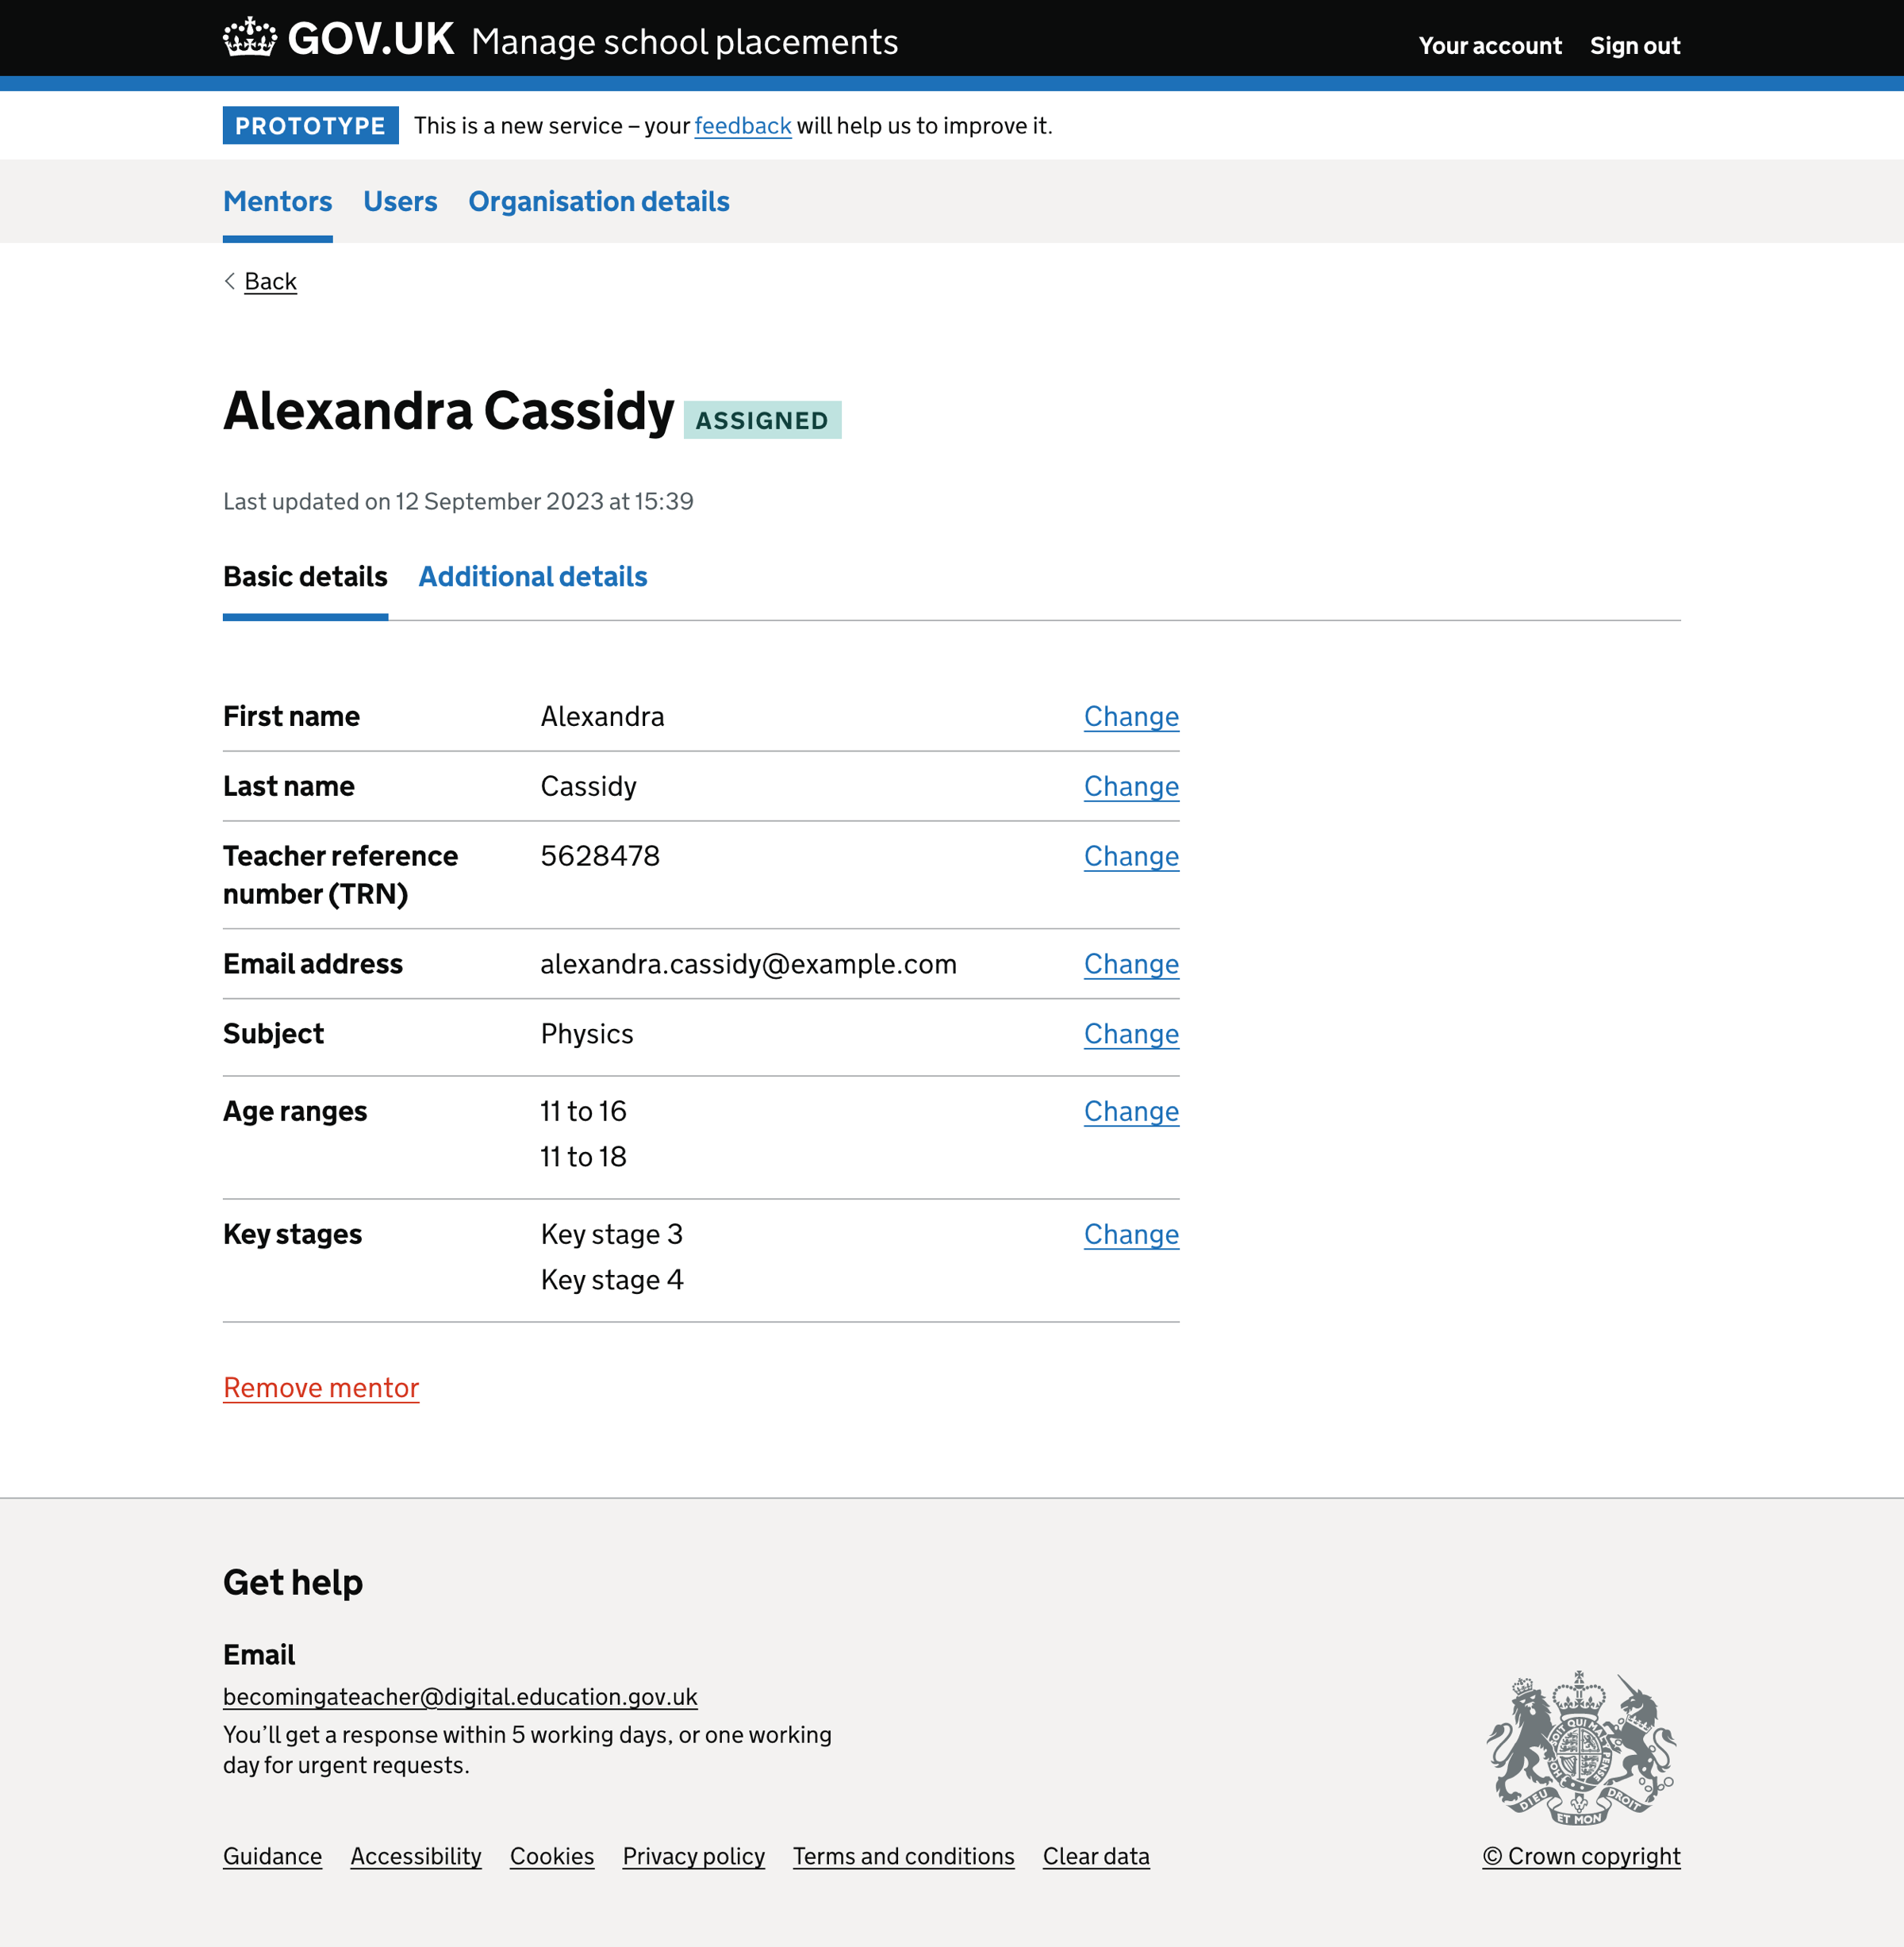 GOV.UK Manage school placements
Your account Sign out
PROTOTYPE This is a new service – your feedback will help us to improve it.
Mentors Users Organisation details
Back
Alexandra Cassidy ASSIGNED
Last updated on 12 September 2023 at 15:39
Basic details Additional details
First name Alexandra Change
Last name Cassidy Change
Teacher reference number (TRN) 5628478 Change
Email address alexandra.cassidy@example.com Change
Subject Physics Change
Age ranges 11 to 16 Change
11 to 18
Key stages Key stage 3 Change
Key stage 4
Remove mentor
Get help
Email
becomingateacher@digital.education.gov.uk
You’ll get a response within 5 working days, or one working
day for urgent requests.
DIEU ET MON DROIT
Guidance Accessibility Cookies Privacy policy Terms and conditions Clear data
© Crown copyright